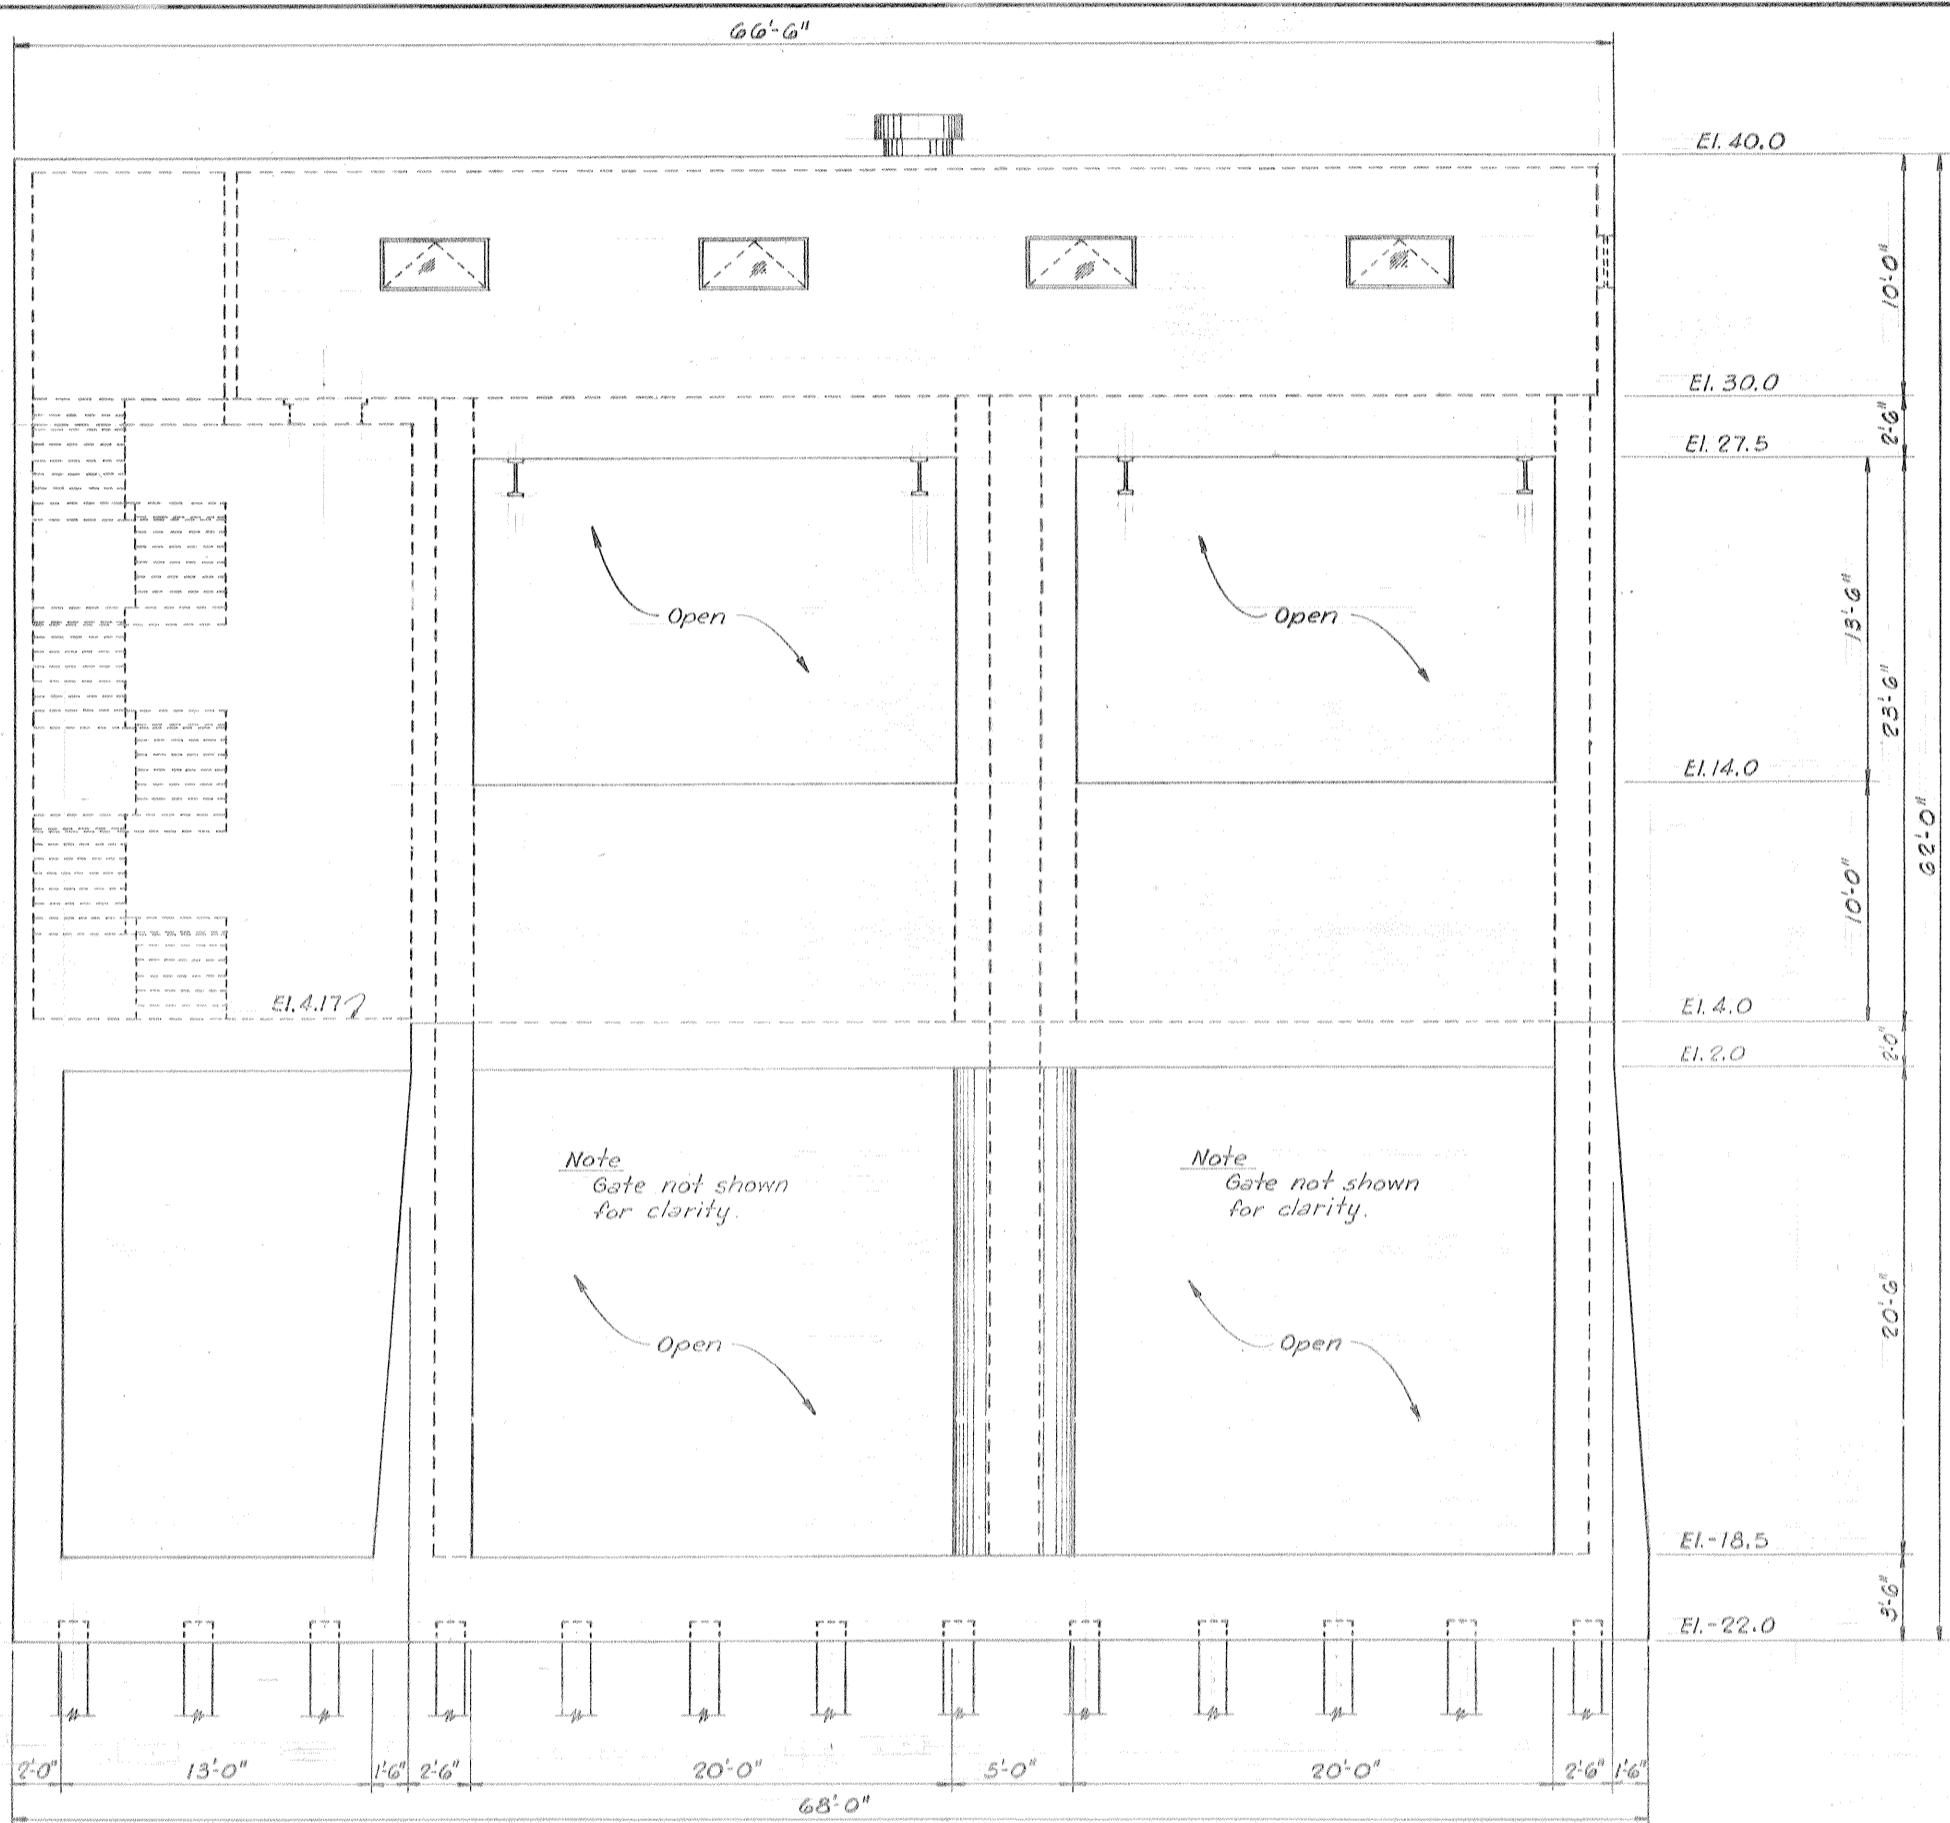 66'-6"
El. 40.0
10'-0"
El. 30.0
2'-6"
El. 27.5
13'-6"
Open
Open
23'-6"
El. 14.0
62'-0"
10'-0"
El. 4.17
El. 4.0
2'-0"
El. 2.0
Note
Gate not shown
for clarity.
Note
Gate not shown
for clarity.
20'-6"
Open
Open
El. -18.5
3'-6"
El. -22.0
2'-0"
13'-0"
1'-6"
2'-6"
20'-0"
5'-0"
20'-0"
2'-6"
1'-6"
68'-0"